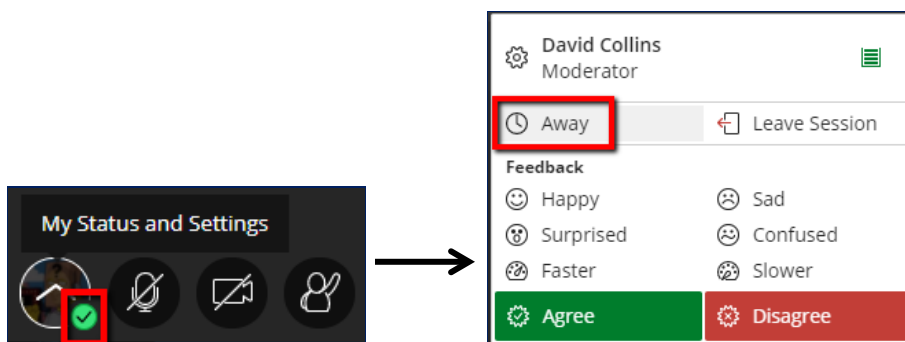 David Collins
Moderator
Away Leave Session
Feedback
Happy Sad
Surprised Confused
Faster Slower
Agree Disagree
My Status and Settings